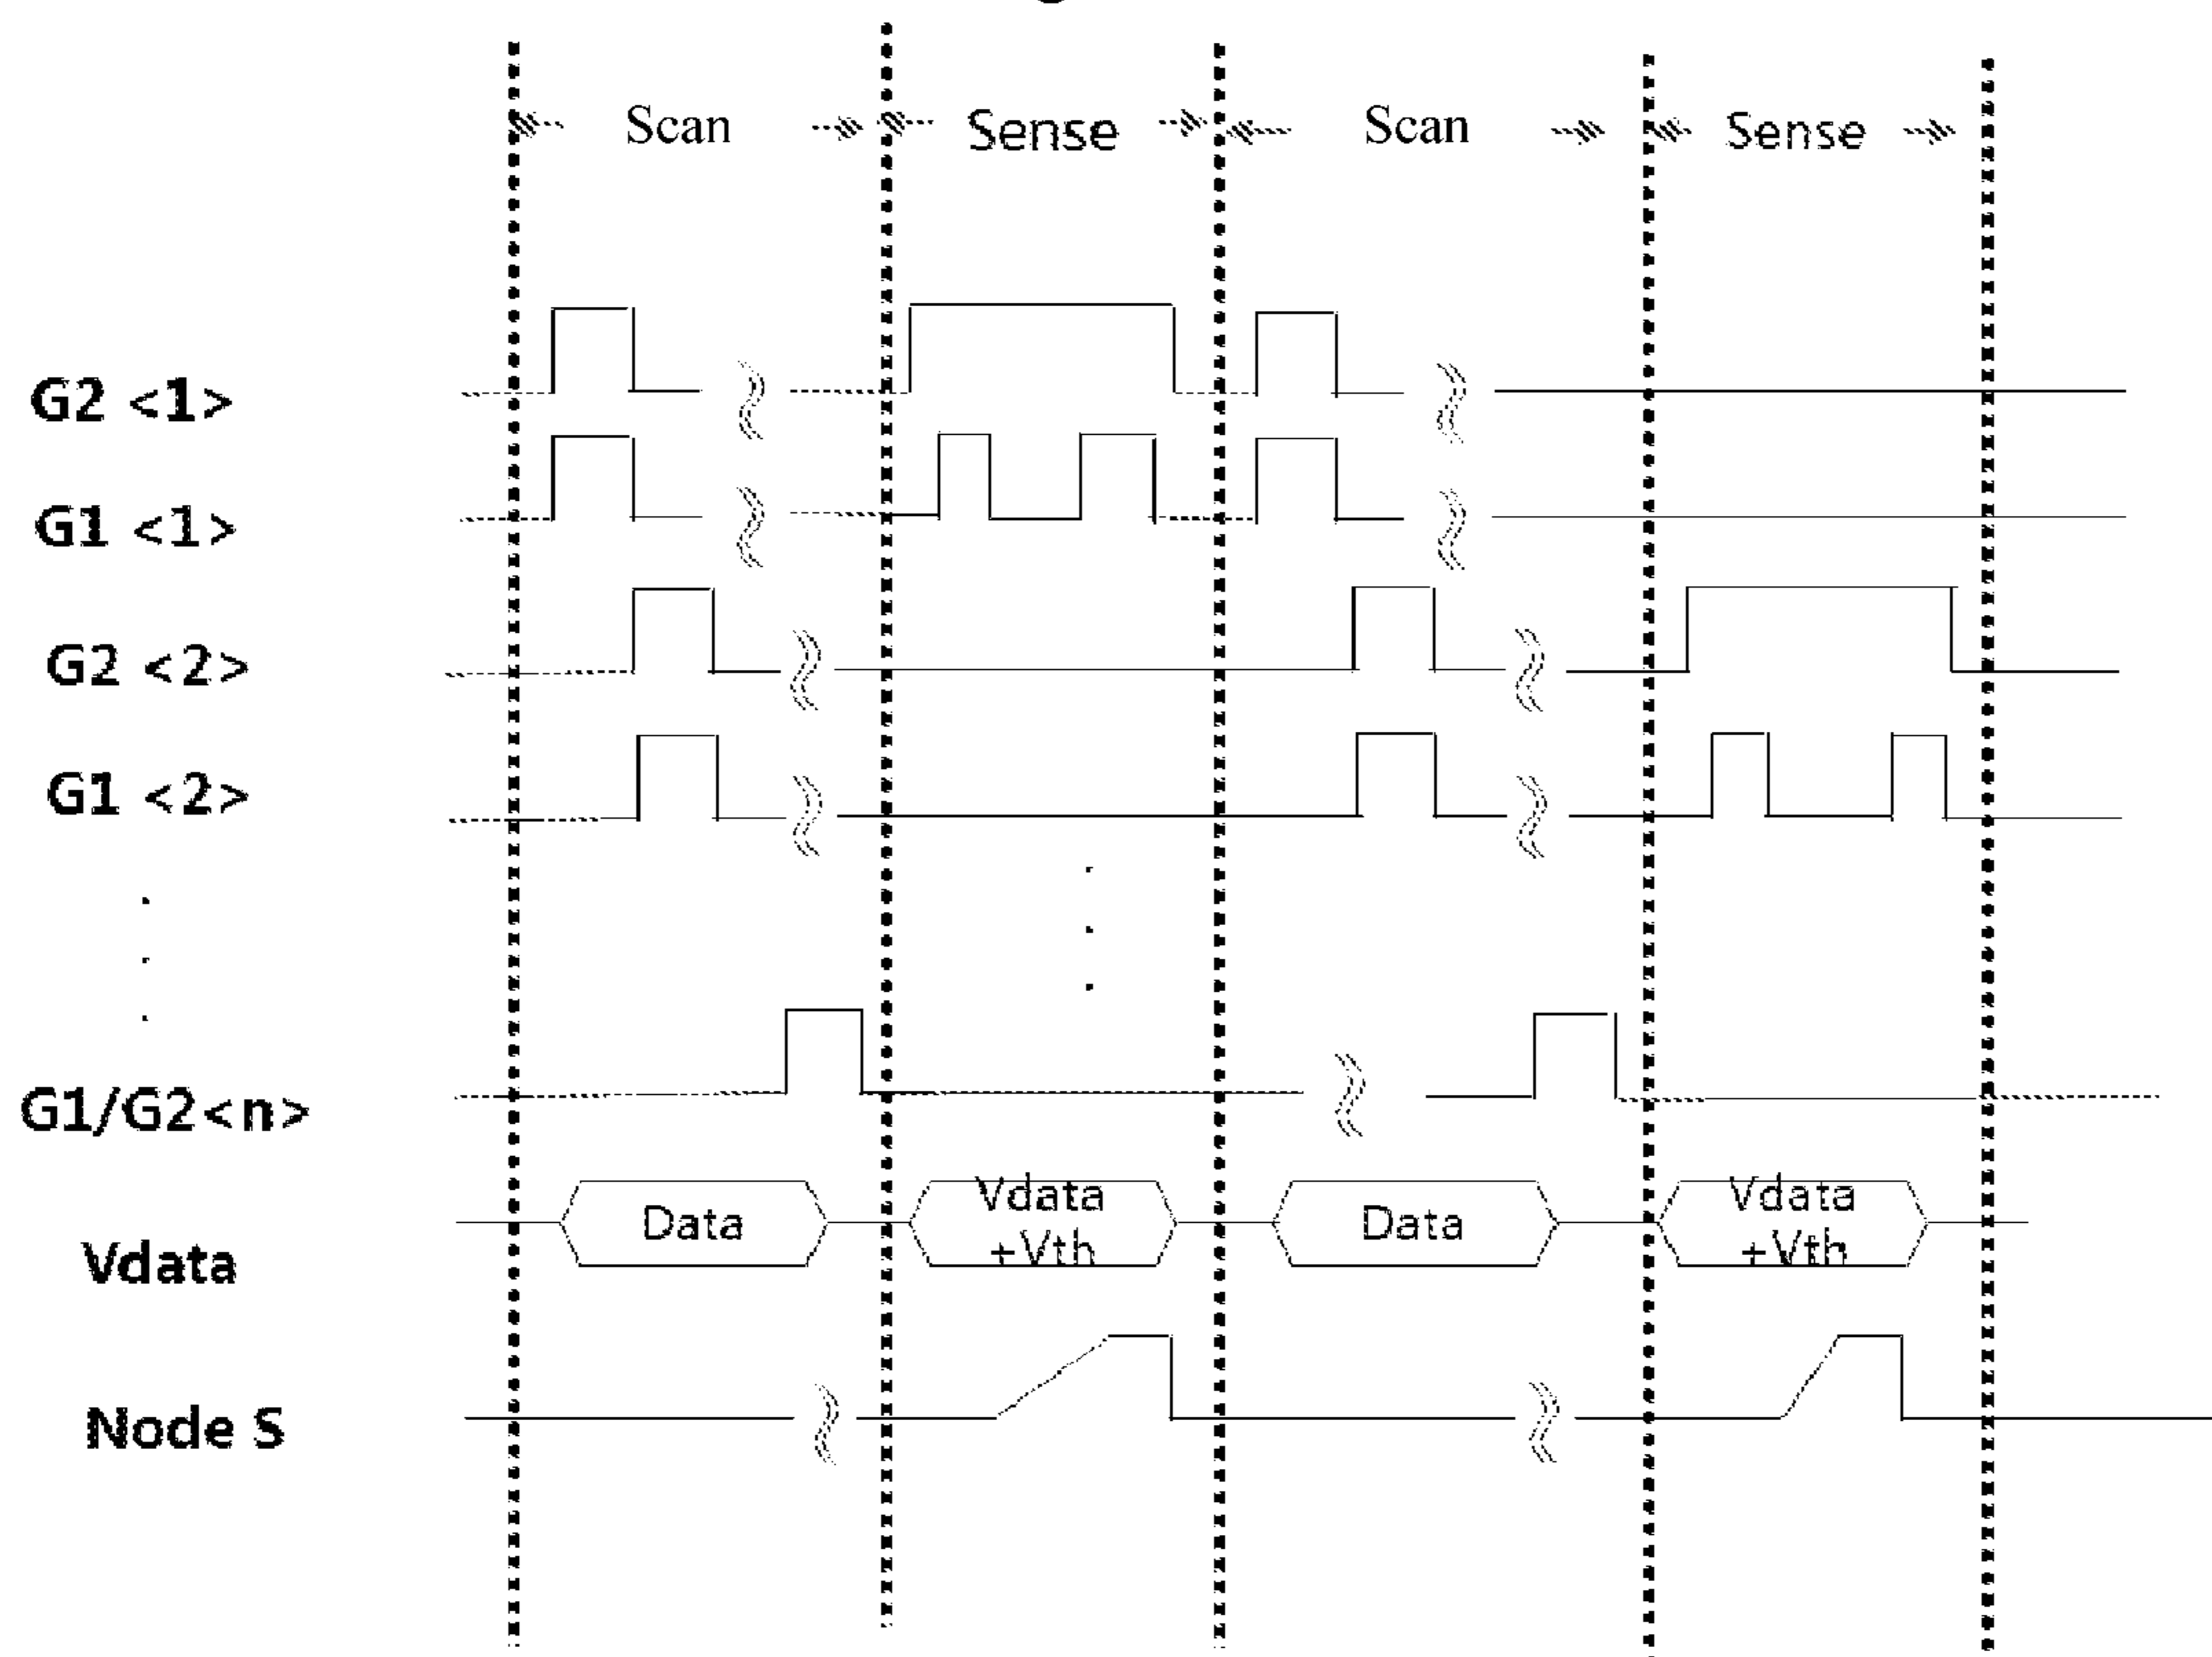 Scan Sense Scan Sense
G2 <1>
G1 <1>
G2 <2>
G1 <2>
G1/G2<n>
Vdata
Data
Vdata
+Vth
Data
Vdata
+Vth
Node S